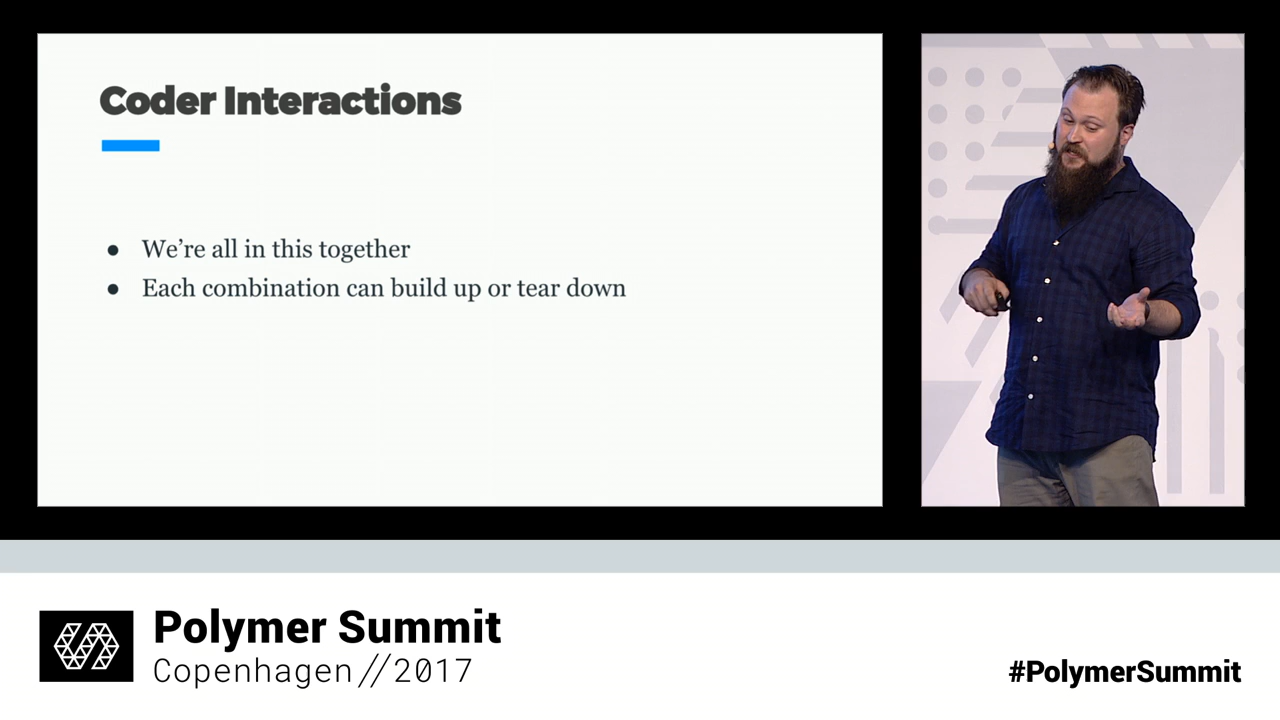 Coder Interactions
● We're all in this together
● Each combination can build up or tear down
Polymer Summit
Copenhagen //2017
#PolymerSummit